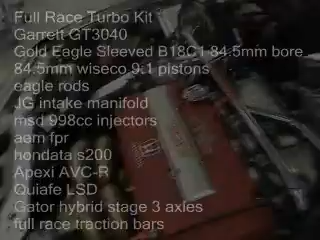 Full Race Turbo Kit
Garrett GT3040
Gold Eagle Sleeved B18C1 84.5mm bore
84.5mm wiseco 9:1 pistons
eagle rods
JG intake manifold
msd 998cc injectors
aem fpr
hondata s200
Apexi AVC-R
Quiafe LSD
Gator hybrid stage 3 axles
full race traction bars